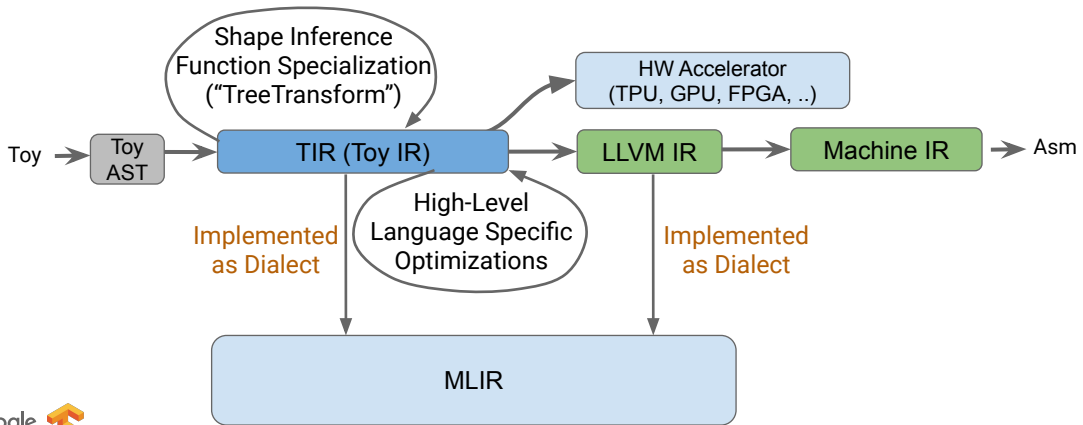 Shape Inference
Function Specialization
(“TreeTransform”)
HW Accelerator
(TPU, GPU, FPGA, ..)
Toy
Toy
AST
TIR (Toy IR)
LLVM IR
Machine IR
Asm
High-Level
Language Specific
Optimizations
Implemented
as Dialect
Implemented
as Dialect
MLIR